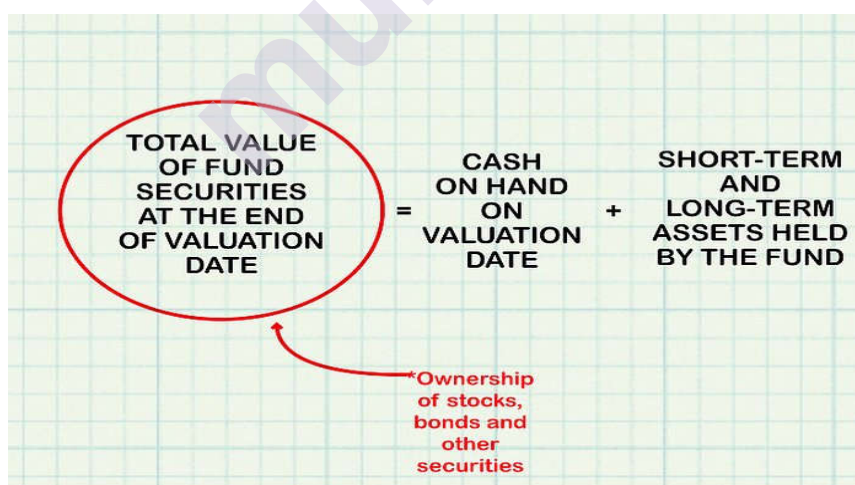 TOTAL VALUE
OF FUND
SECURITIES
AT THE END
OF VALUATION
DATE
=
CASH
ON HAND
ON
VALUATION
DATE
+
SHORT-TERM
AND
LONG-TERM
ASSETS HELD
BY THE FUND
*Ownership
of stocks,
bonds and
other
securities